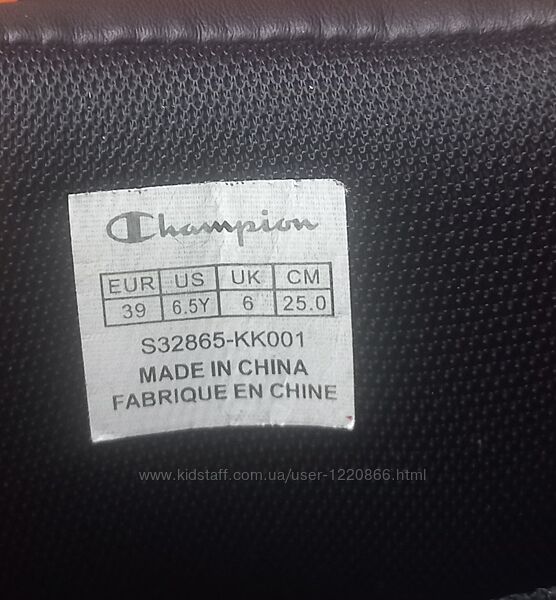 Champion
EUR US UK CM
39 6.5Y 6 25.0
S32865-KK001
MADE IN CHINA
FABRIQUE EN CHINE
www.kidstaff.com.ua/user-1220866.html